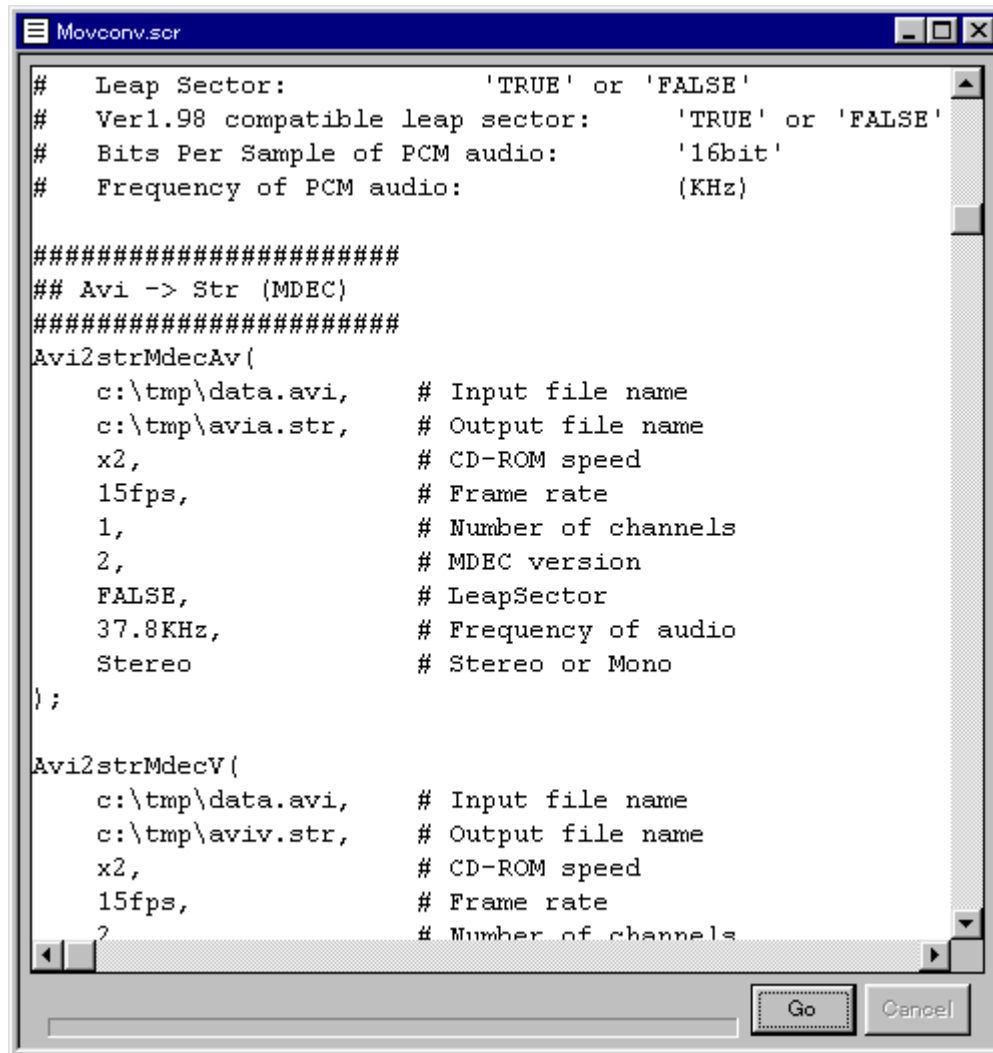 Movconv.scr
#   Leap Sector:             'TRUE' or 'FALSE'
#   Ver1.98 compatible leap sector:      'TRUE' or 'FALSE'
#   Bits Per Sample of PCM audio:        '16bit'
#   Frequency of PCM audio:              (KHz)

#######################
## Avi -> Str (MDEC)
#######################
Avi2strMdecAv(
    c:\tmp\data.avi,    # Input file name
    c:\tmp\avia.str,    # Output file name
    x2,                 # CD-ROM speed
    15fps,              # Frame rate
    1,                  # Number of channels
    2,                  # MDEC version
    FALSE,              # LeapSector
    37.8KHz,            # Frequency of audio
    Stereo              # Stereo or Mono
);

Avi2strMdecV(
    c:\tmp\data.avi,    # Input file name
    c:\tmp\aviv.str,    # Output file name
    x2,                 # CD-ROM speed
    15fps,              # Frame rate
    2                   # Number of channels
Go
Cancel